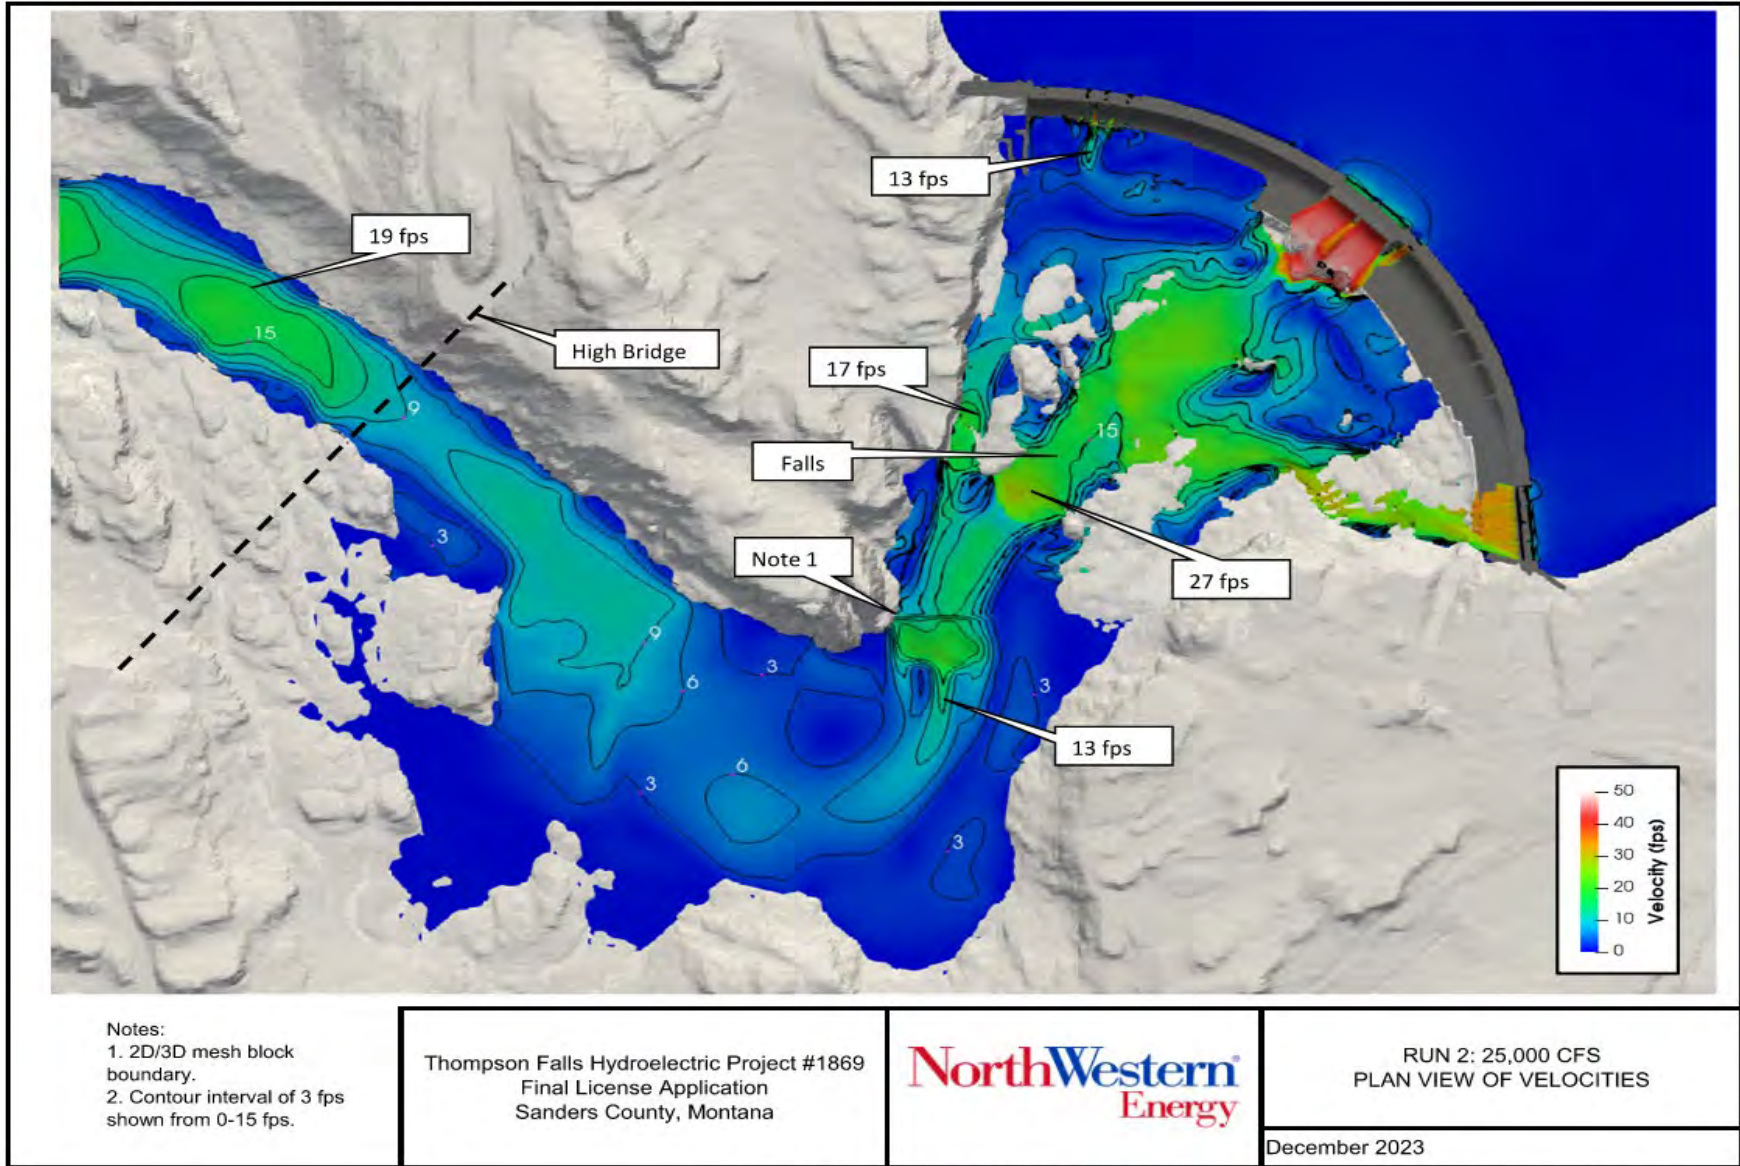 13 fps
19 fps
15
High Bridge
9
17 fps
15
Falls
3
Note 1
27 fps
9
3
6
3
13 fps
6
3
3
50
40
30
20
10
0
Velocity (fps)
Notes:
1. 2D/3D mesh block
boundary.
2. Contour interval of 3 fps
shown from 0-15 fps.
Thompson Falls Hydroelectric Project #1869
Final License Application
Sanders County, Montana
NorthWestern®
Energy
RUN 2: 25,000 CFS
PLAN VIEW OF VELOCITIES
December 2023